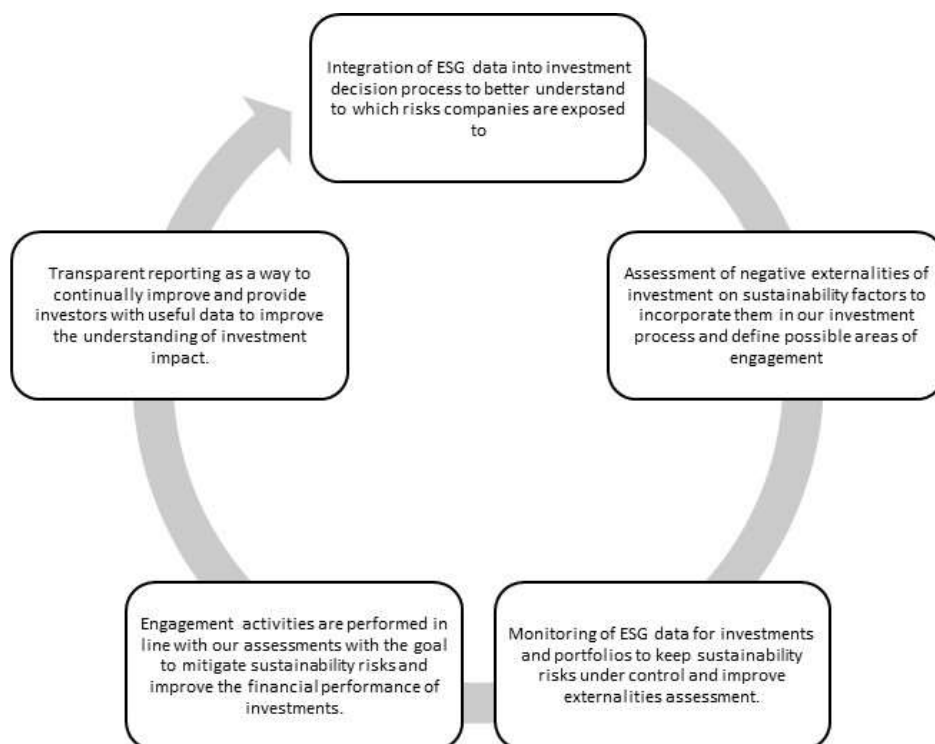 Integration of ESG data into investment
decision process to better understand
to which risks companies are exposed
to
Assessment of negative externalities of
investment on sustainability factors to
incorporate them in our investment
process and define possible areas of
engagement
Monitoring of ESG data for investments
and portfolios to keep sustainability
risks under control and improve
externalities assessment.
Engagement activities are performed in
line with our assessments with the goal
to mitigate sustainability risks and
improve the financial performance of
investments.
Transparent reporting as a way to
continually improve and provide
investors with useful data to improve
the understanding of investment
impact.